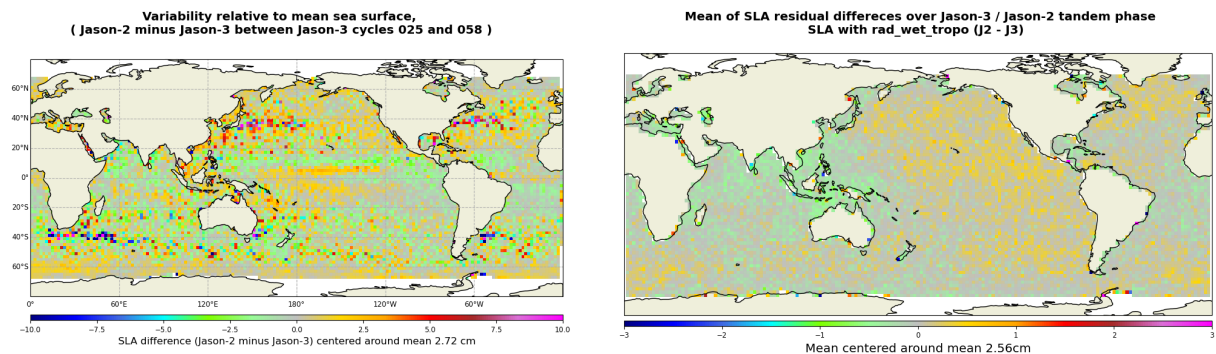 Variability relative to mean sea surface,
( Jason-2 minus Jason-3 between Jason-3 cycles 025 and 058 )
60°N
40°N
20°N
0°
20°S
40°S
60°S
0° 60°E 120°E 180° 120°W 60°W
−10.0 −7.5 −5.0 −2.5 0.0 2.5 5.0 7.5 10.0
SLA difference (Jason-2 minus Jason-3) centered around mean 2.72 cm
Mean of SLA residual differeces over Jason-3 / Jason-2 tandem phase
SLA with rad_wet_tropo (J2 - J3)
−3 −2 −1 0 1 2 3
Mean centered around mean 2.56cm